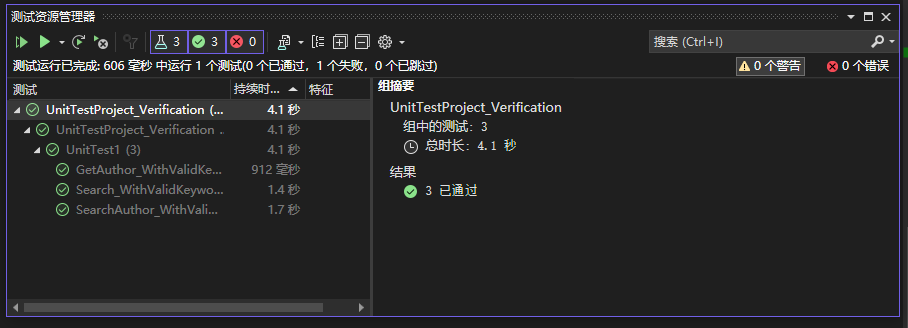 测试资源管理器
3 3 0
搜索 (Ctrl+I)
测试运行已完成: 606 毫秒 中运行 1 个测试(0 个已通过，1 个失败，0 个已跳过)
0 个警告 0 个错误
测试 持续时... 特征
UnitTestProject_Verification (... 4.1 秒
UnitTestProject_Verification .. 4.1 秒
UnitTest1 (3) 4.1 秒
GetAuthor_WithValidKe... 912 毫秒
Search_WithValidKeywo... 1.4 秒
SearchAuthor_WithVali... 1.7 秒
组摘要
UnitTestProject_Verification
组中的测试: 3
总时长: 4.1 秒
结果
3 已通过